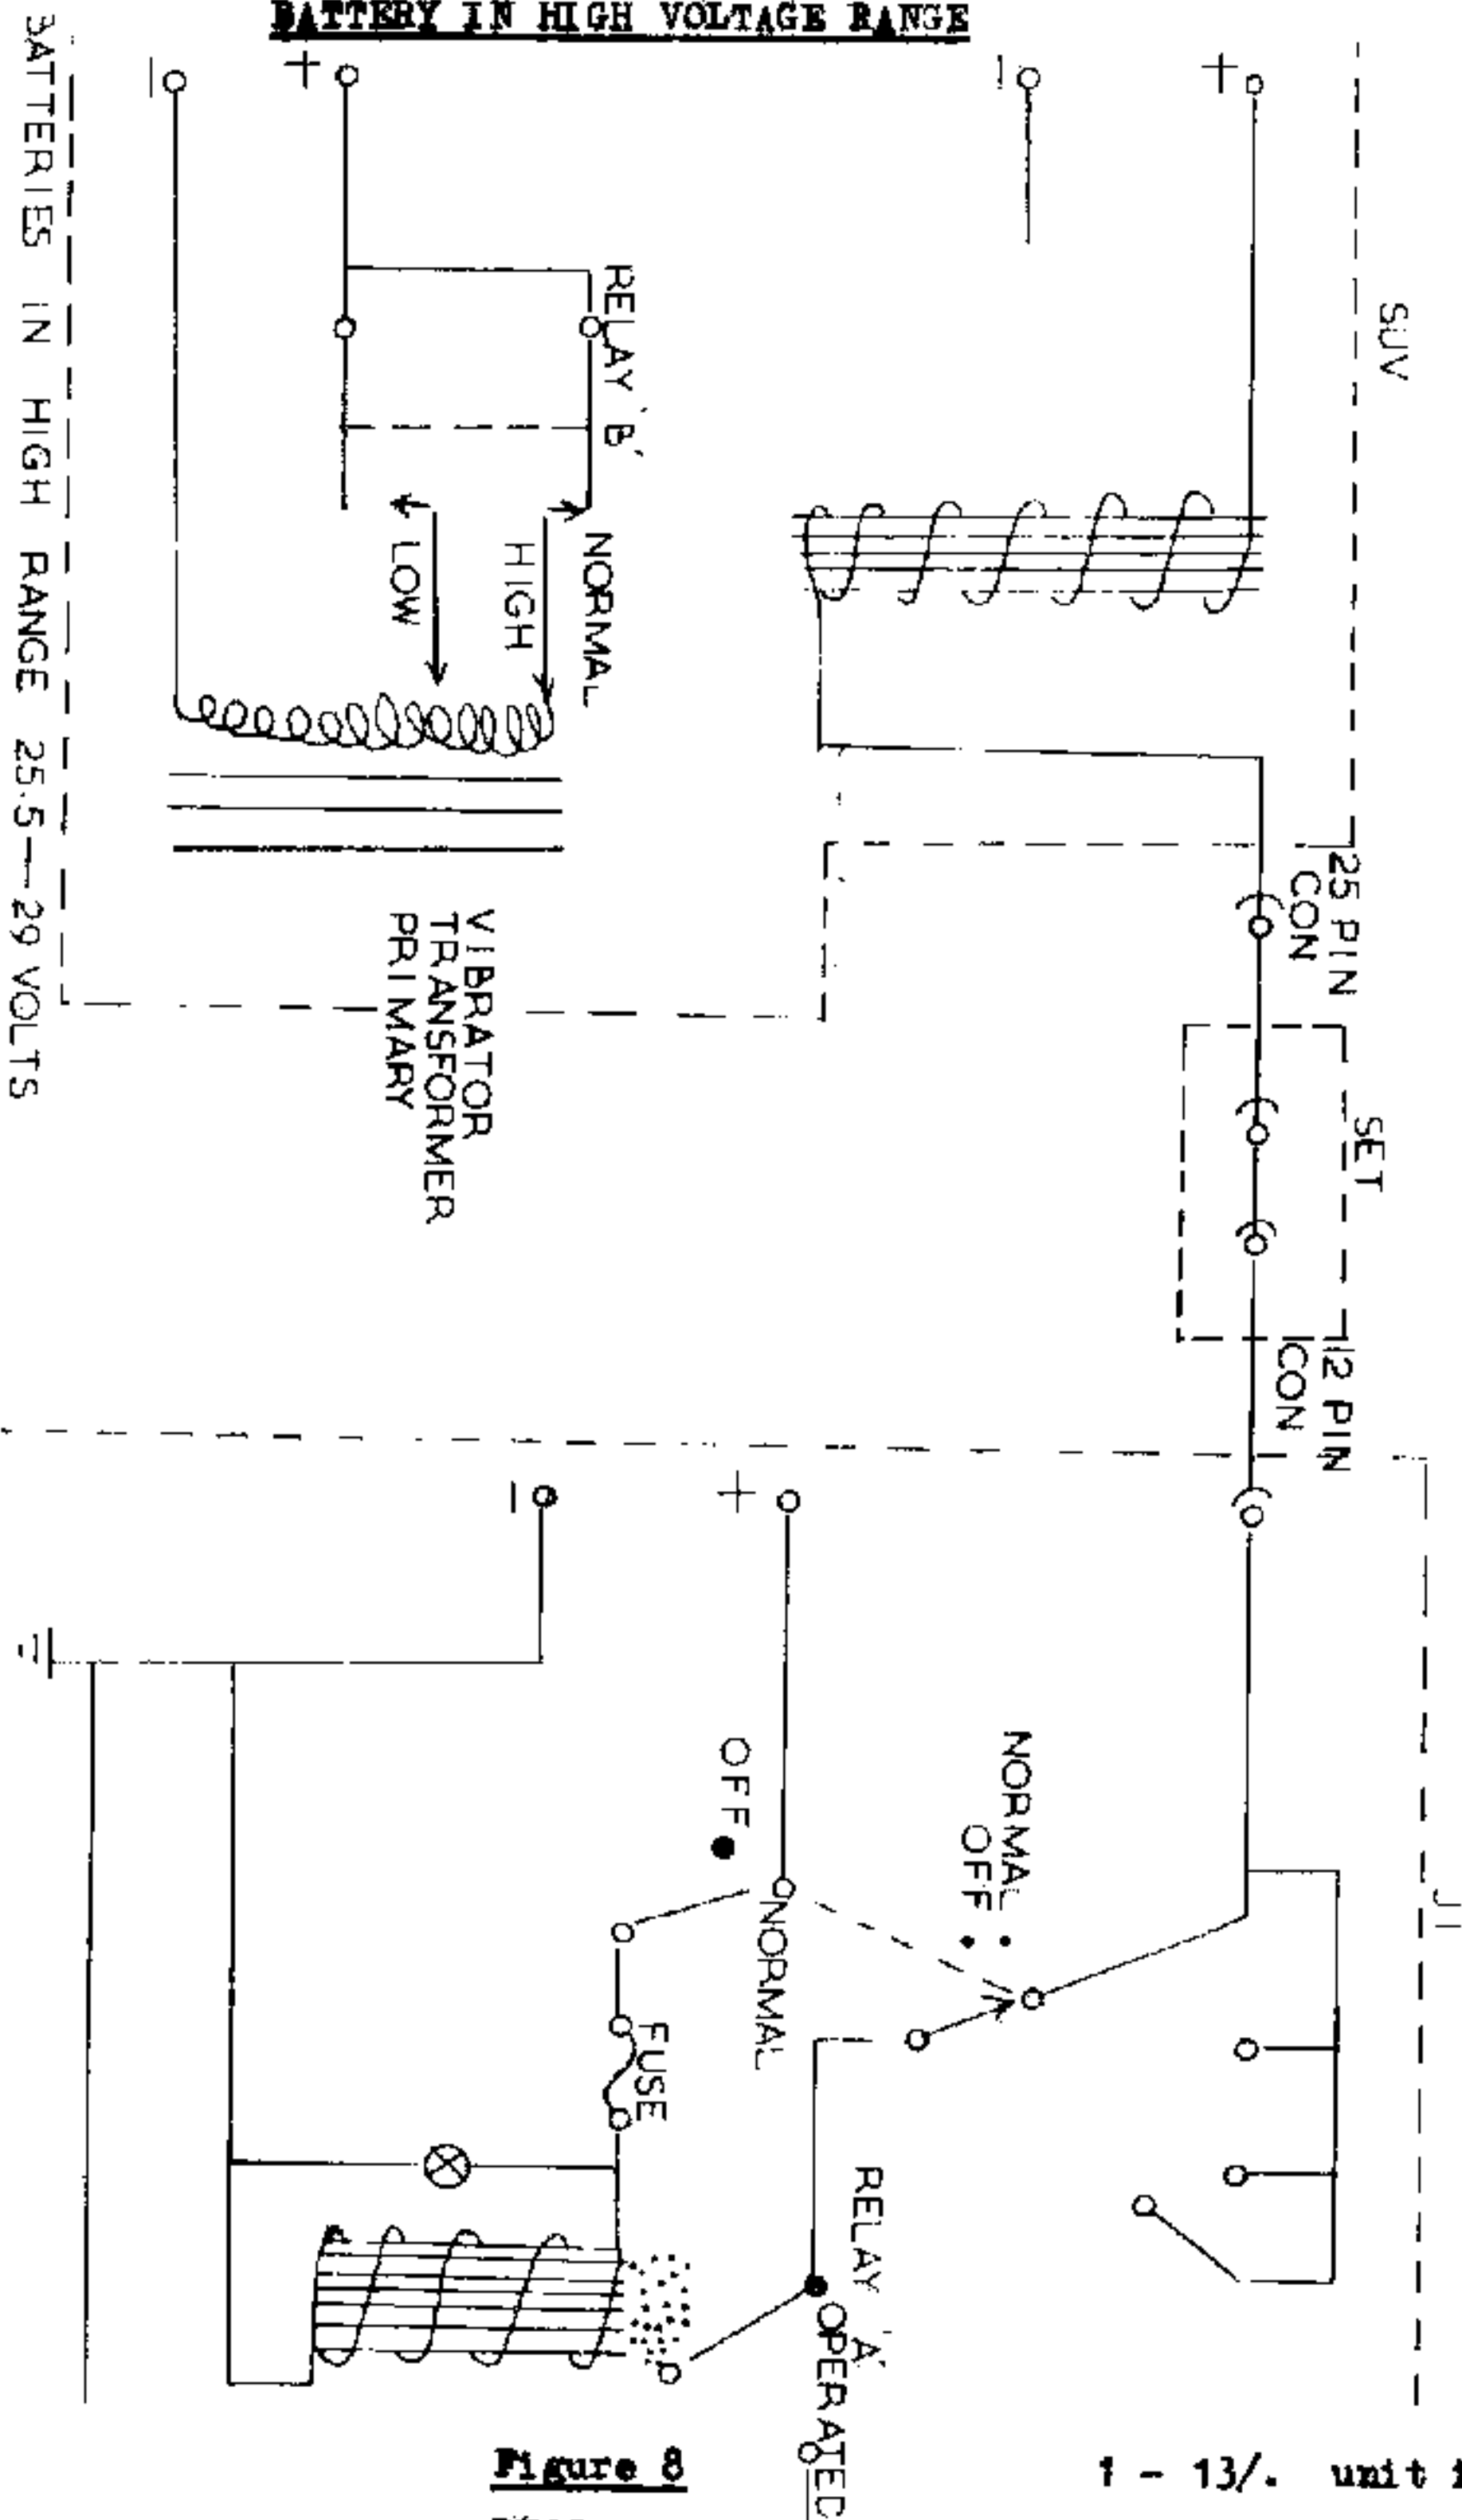 BATTERY IN HIGH VOLTAGE RANGE
BATTERIES IN HIGH RANGE 25.5—29 VOLTS
SUV
RELAY 'B'
NORMAL
HIGH
LOW
25 PIN
CON
VIBRATOR
TRANSFORMER
PRIMARY
SET
12 PIN
CON
OFF
NORMAL
OFF
NORMAL
FUSE
RELAY 'A'
OPERATED
Figure 8
1 - 13/. unit